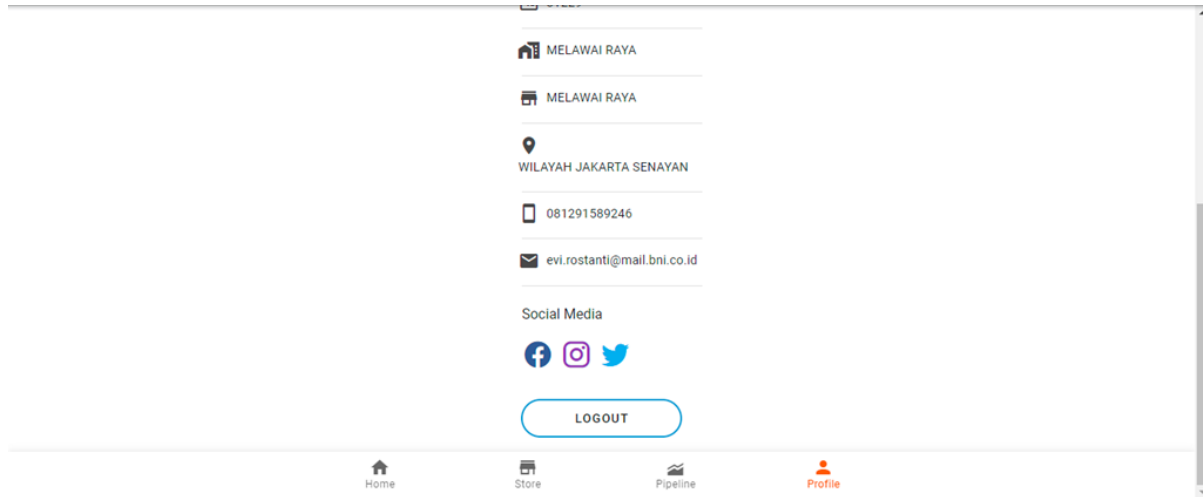 MELAWAI RAYA
MELAWAI RAYA
WILAYAH JAKARTA SENAYAN
081291589246
evi.rostanti@mail.bni.co.id
Social Media
LOGOUT
Home
Store
Pipeline
Profile